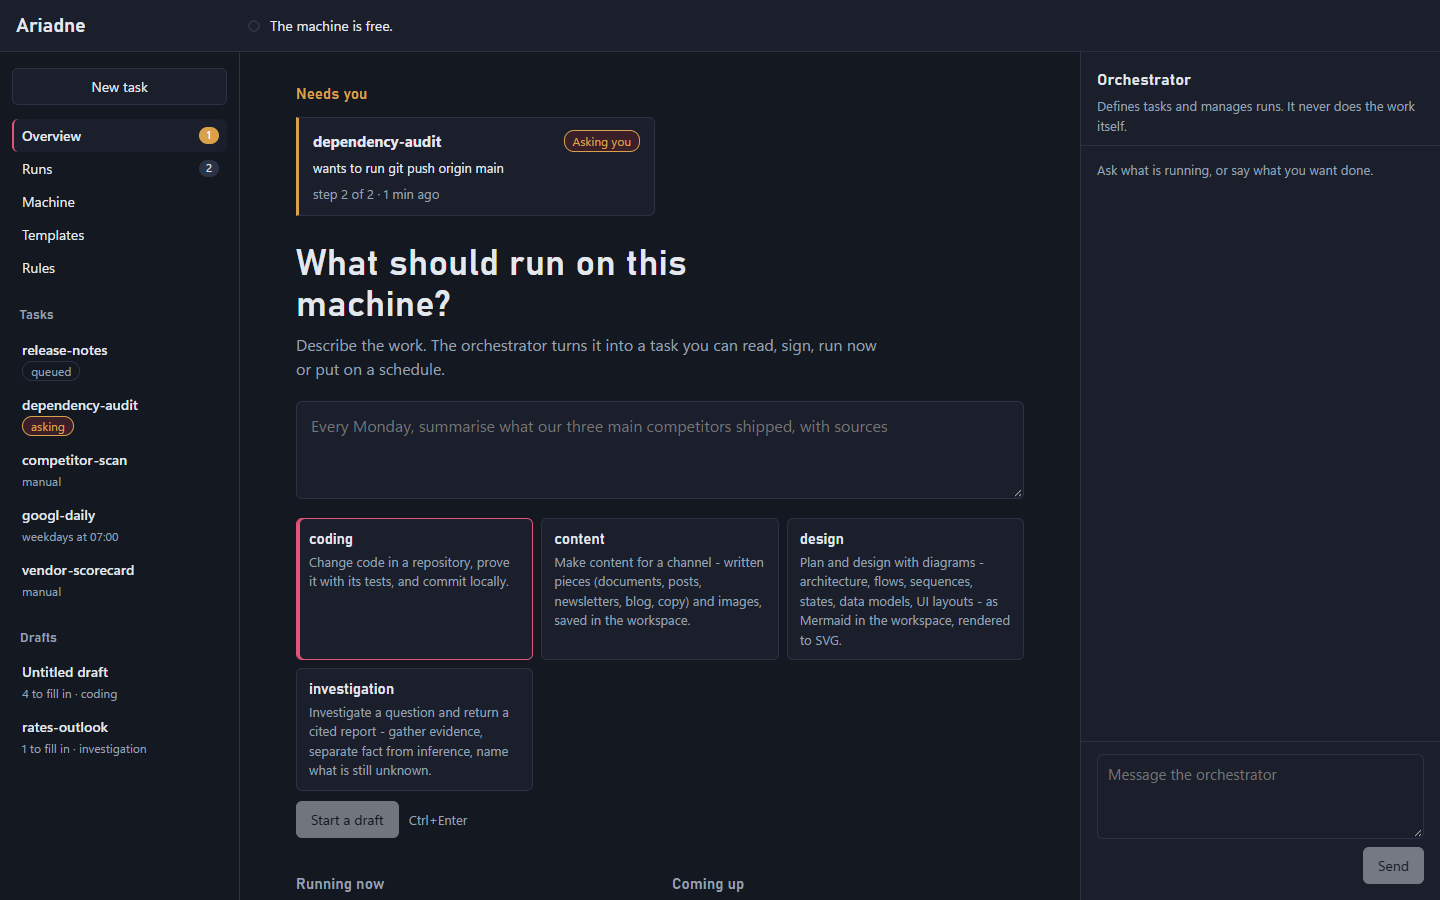 Ariadne
The machine is free.
New task
Overview
1
Runs
2
Machine
Templates
Rules
Tasks
release-notes
queued
dependency-audit
asking
competitor-scan
manual
googl-daily
weekdays at 07:00
vendor-scorecard
manual
Drafts
Untitled draft
4 to fill in · coding
rates-outlook
1 to fill in · investigation
Needs you
dependency-audit
Asking you
wants to run git push origin main
step 2 of 2 · 1 min ago
What should run on this
machine?
Describe the work. The orchestrator turns it into a task you can read, sign, run now
or put on a schedule.
Every Monday, summarise what our three main competitors shipped, with sources
coding
Change code in a repository, prove
it with its tests, and commit locally.
content
Make content for a channel - written
pieces (documents, posts,
newsletters, blog, copy) and images,
saved in the workspace.
design
Plan and design with diagrams -
architecture, flows, sequences,
states, data models, UI layouts - as
Mermaid in the workspace, rendered
to SVG.
investigation
Investigate a question and return a
cited report - gather evidence,
separate fact from inference, name
what is still unknown.
Start a draft
Ctrl+Enter
Running now
Coming up
Orchestrator
Defines tasks and manages runs. It never does the work
itself.
Ask what is running, or say what you want done.
Message the orchestrator
Send